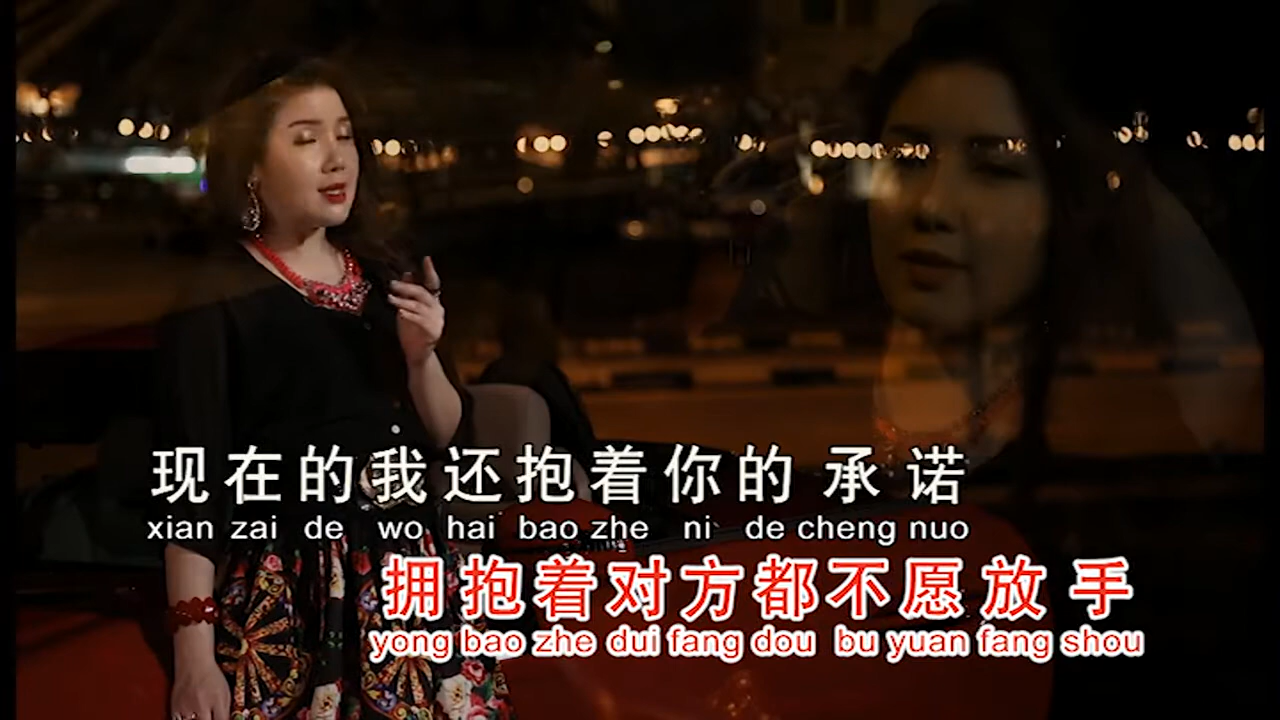 现在的我还抱着你的承诺
xian zai de wo hai bao zhe ni de cheng nuo
拥抱着对方都不愿放手
yong bao zhe dui fang dou bu yuan fang shou